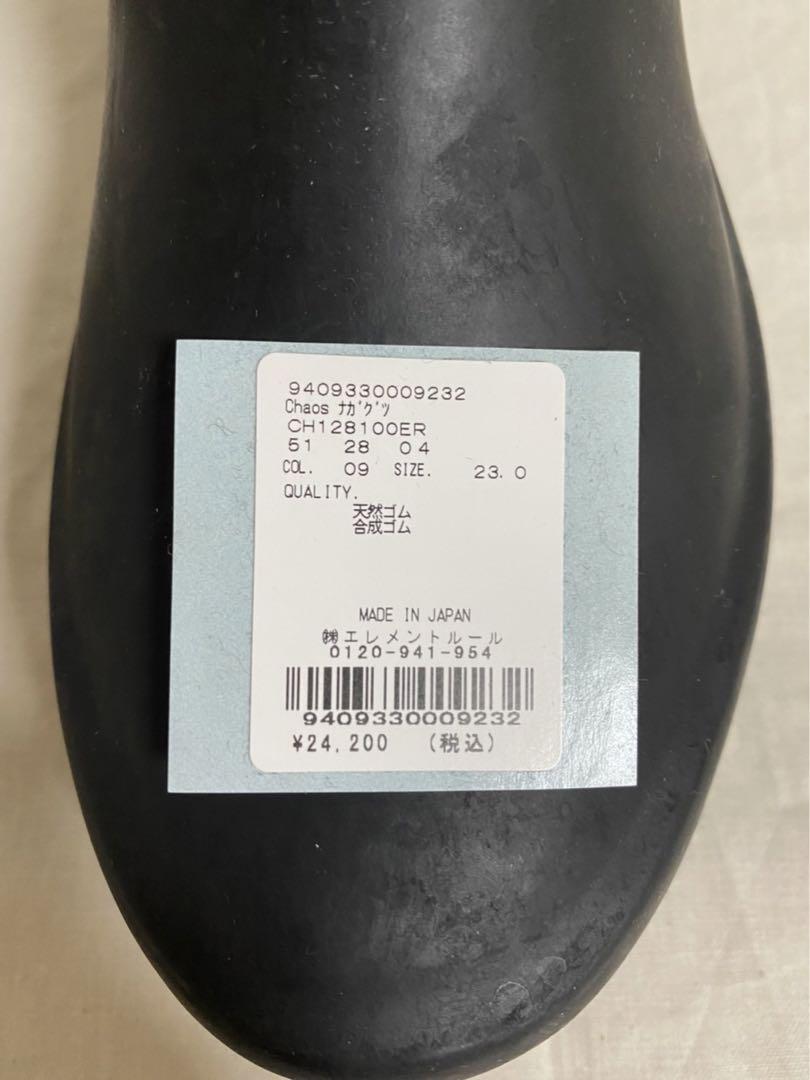 9409330009232
Chaos ﾅｶﾞｸﾞﾂ
CH128100ER
51 28 04
COL. 09 SIZE. 23.0
QUALITY.
天然ゴム
合成ゴム
MADE IN JAPAN
㈱エレメントルール
0120-941-954
9409330009232
¥24,200 (税込)